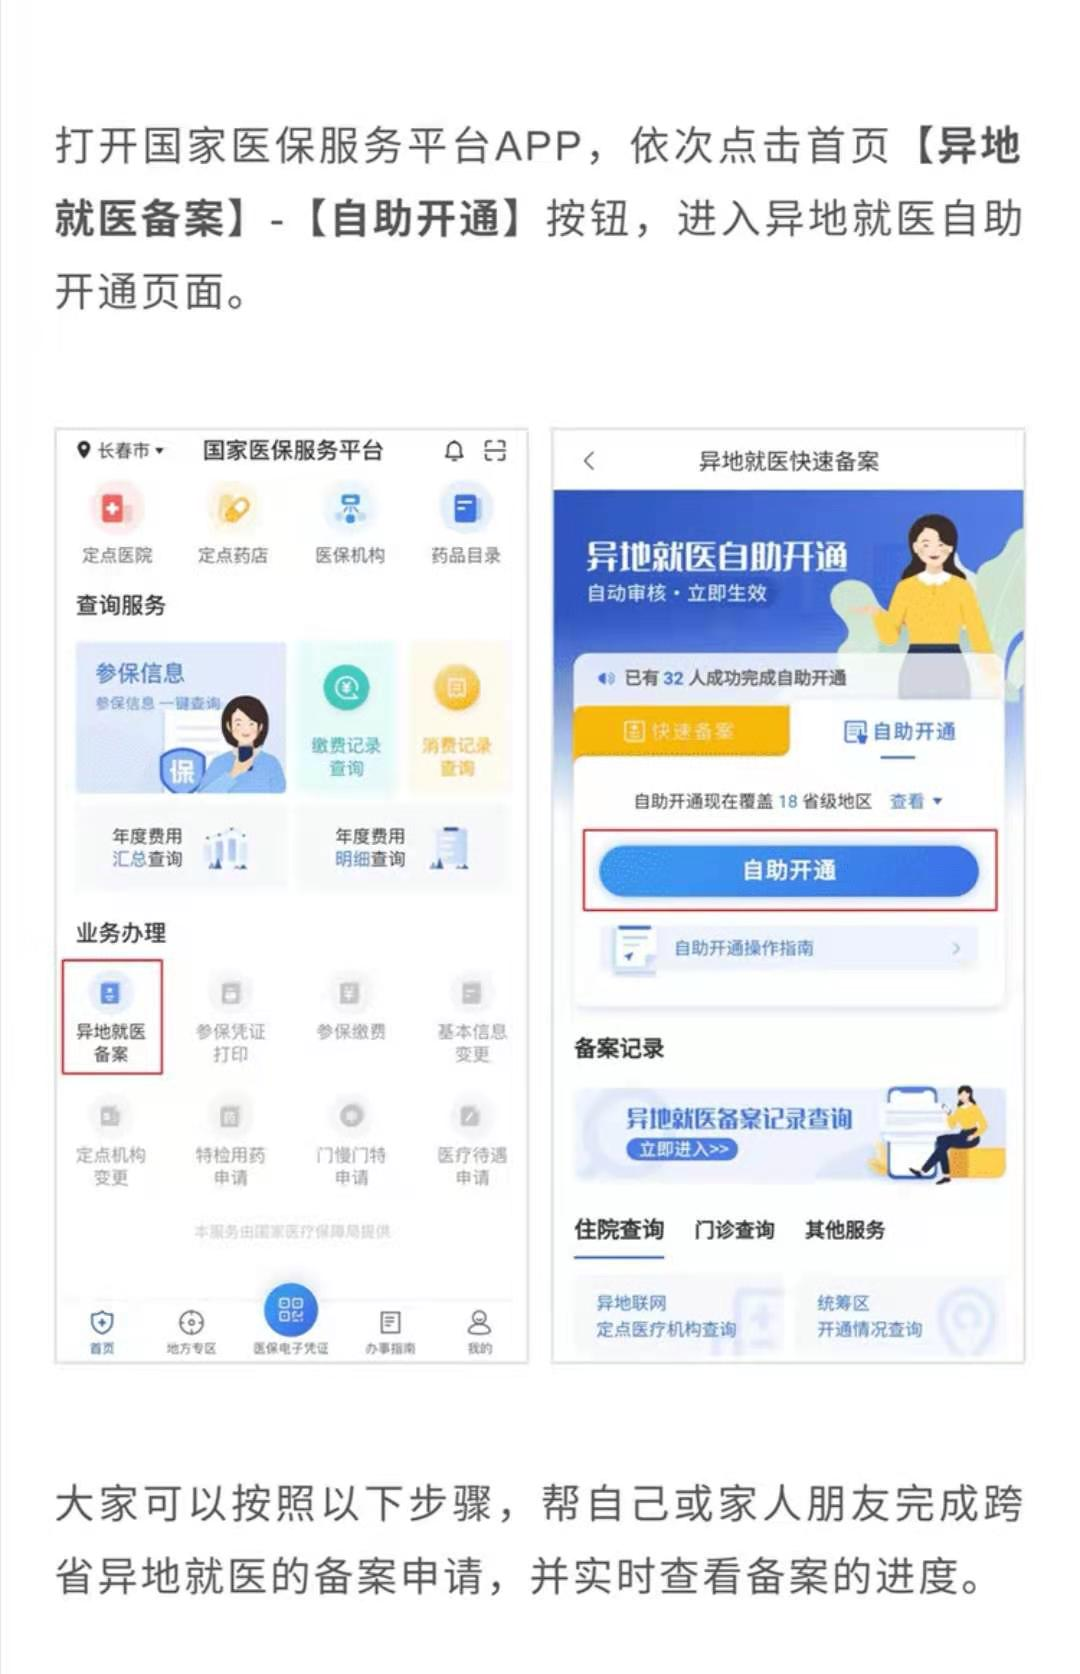 打开国家医保服务平台APP，依次点击首页【异地
就医备案】-【自助开通】按钮，进入异地就医自助
开通页面。
长春市
国家医保服务平台
定点医院
定点药店
医保机构
药品目录
查询服务
参保信息
参保信息 一键查询
保
缴费记录
查询
消费记录
查询
年度费用
汇总查询
年度费用
明细查询
业务办理
异地就医
备案
参保凭证
打印
参保缴费
基本信息
变更
定点机构
变更
特检用药
申请
门慢门特
申请
医疗待遇
申请
本服务由国家医疗保障局提供
首页
地方专区
医保电子凭证
办事指南
我的
异地就医快速备案
异地就医自助开通
自动审核·立即生效
已有 32 人成功完成自助开通
快速备案
自助开通
自助开通现在覆盖 18 省级地区 查看
自助开通
自助开通操作指南
备案记录
异地就医备案记录查询
立即进入>>
住院查询
门诊查询
其他服务
异地联网
定点医疗机构查询
统筹区
开通情况查询
大家可以按照以下步骤，帮自己或家人朋友完成跨
省异地就医的备案申请，并实时查看备案的进度。